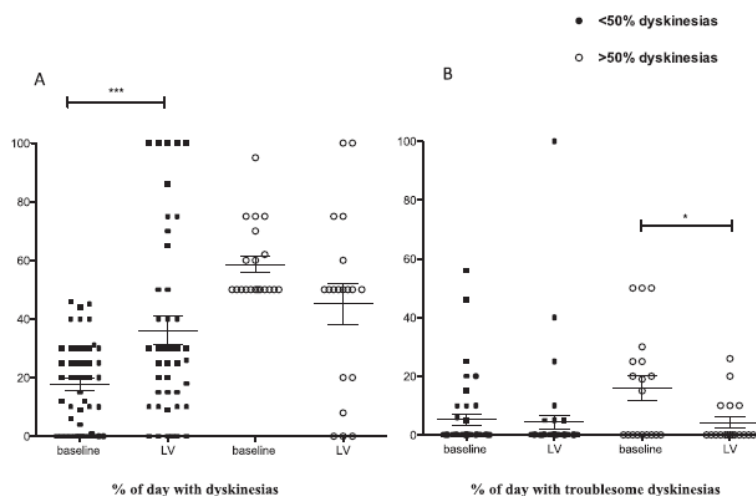 <50% dyskinesias
>50% dyskinesias
A
B
***
*
100
80
60
40
20
0
baseline
LV
baseline
LV
% of day with dyskinesias
100
80
60
40
20
0
baseline
LV
baseline
LV
% of day with troublesome dyskinesias